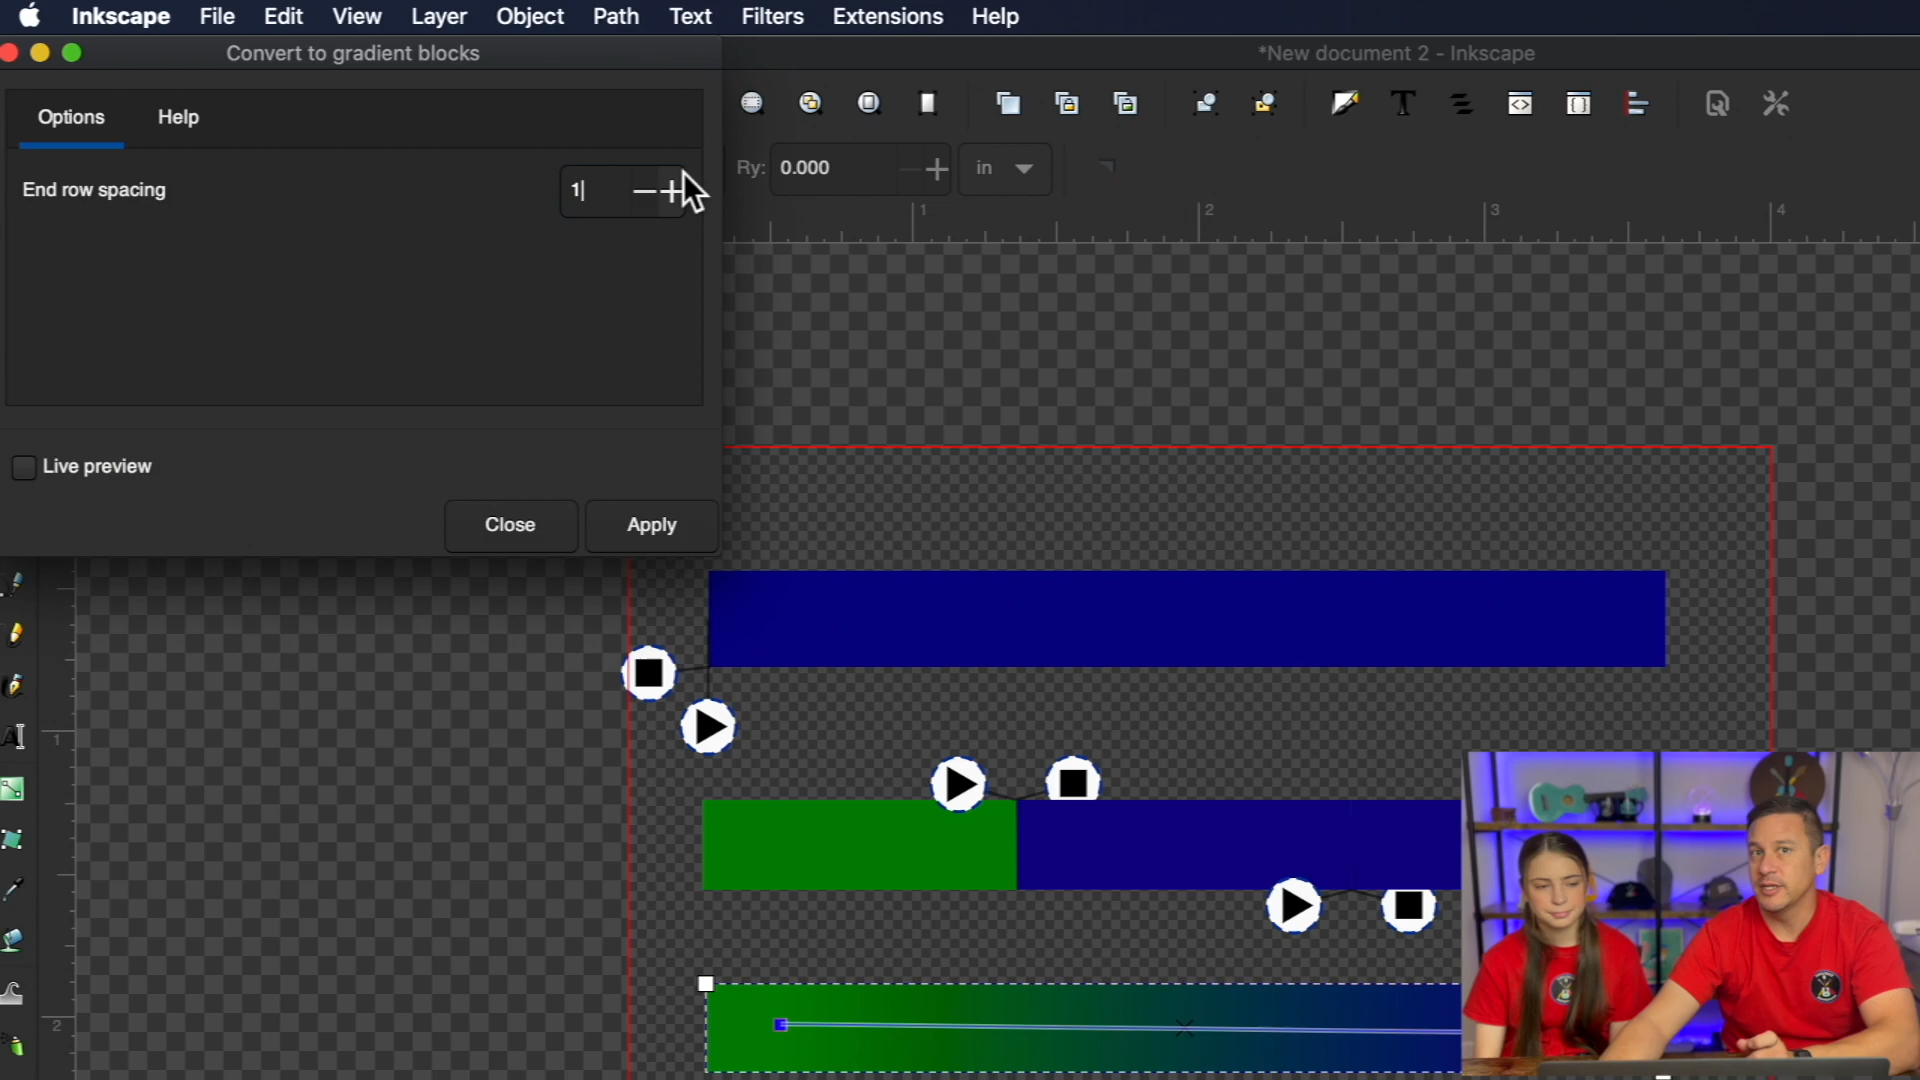 Inkscape File Edit View Layer Object Path Text Filters Extensions Help
Convert to gradient blocks
*New document 2 - Inkscape
Options Help
Ry: 0.000 in
End row spacing 1
1 2 3 4
Live preview
Close Apply
1
2